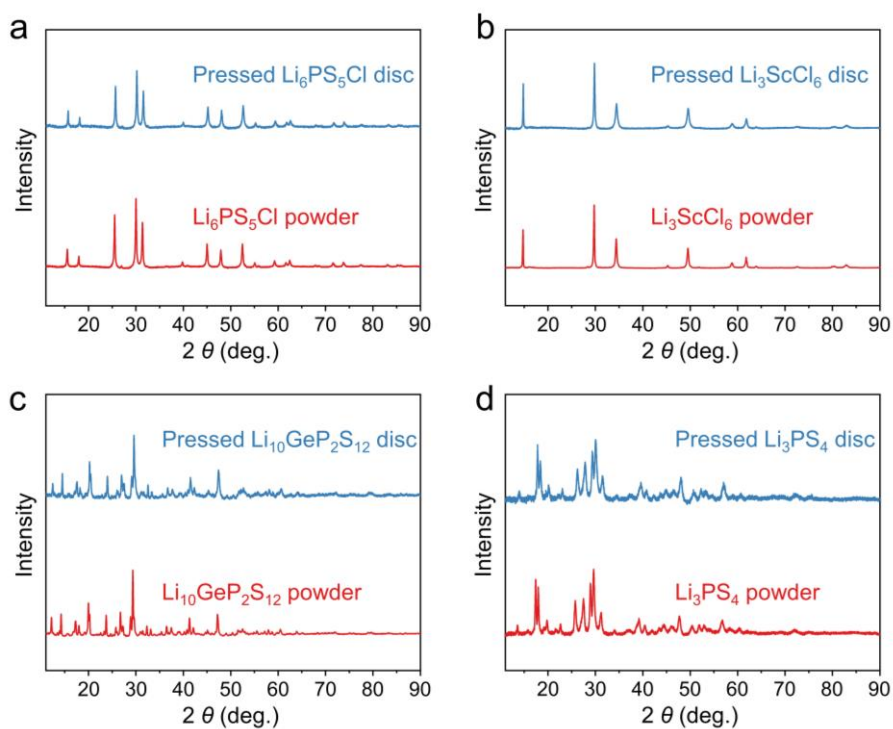 a
Pressed Li₆PS₅Cl disc
Li₆PS₅Cl powder
Intensity
20 30 40 50 60 70 80 90
2 θ (deg.)
b
Pressed Li₃ScCl₆ disc
Li₃ScCl₆ powder
Intensity
20 30 40 50 60 70 80 90
2 θ (deg.)
c
Pressed Li₁₀GeP₂S₁₂ disc
Li₁₀GeP₂S₁₂ powder
Intensity
20 30 40 50 60 70 80 90
2 θ (deg.)
d
Pressed Li₃PS₄ disc
Li₃PS₄ powder
Intensity
20 30 40 50 60 70 80 90
2 θ (deg.)